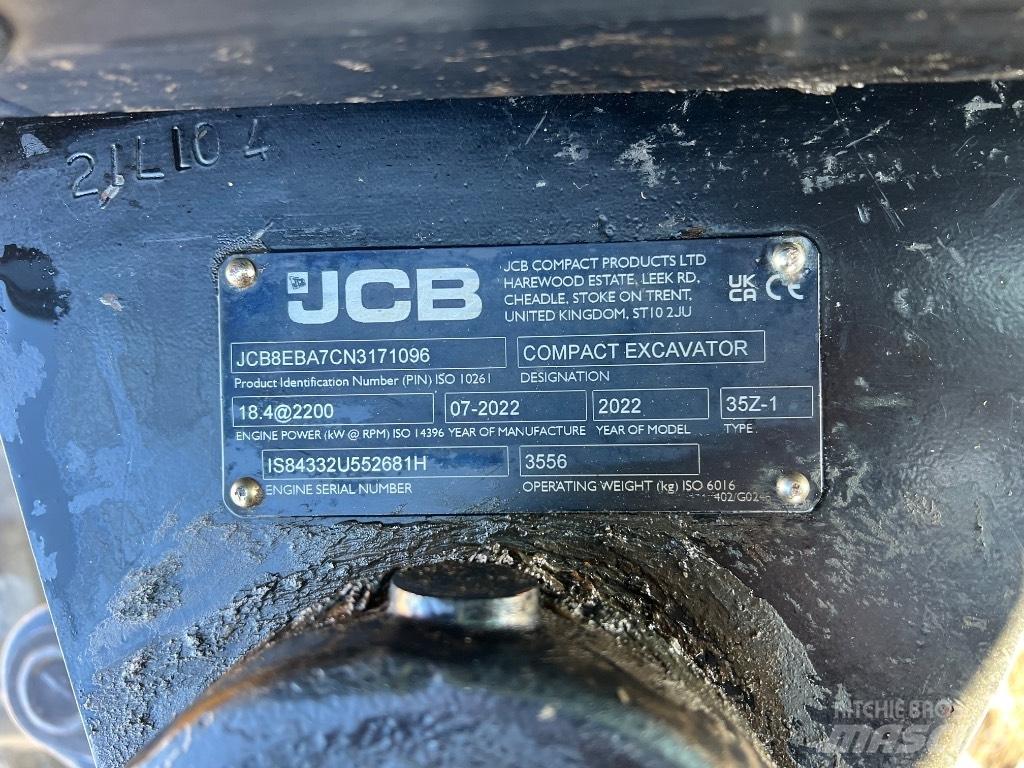 21L104
JCB
JCB COMPACT PRODUCTS LTD
HAREWOOD ESTATE, LEEK RD,
CHEADLE, STOKE ON TRENT,
UNITED KINGDOM, ST10 2JU
UK
CA CE
JCB8EBA7CN3171096 COMPACT EXCAVATOR
Product Identification Number (PIN) ISO 10261 DESIGNATION
18.4@2200 07-2022 2022 35Z-1
ENGINE POWER (kW @ RPM) ISO 14396 YEAR OF MANUFACTURE YEAR OF MODEL TYPE
IS84332U552681H 3556
ENGINE SERIAL NUMBER OPERATING WEIGHT (kg) ISO 6016
RITCHIE BROS